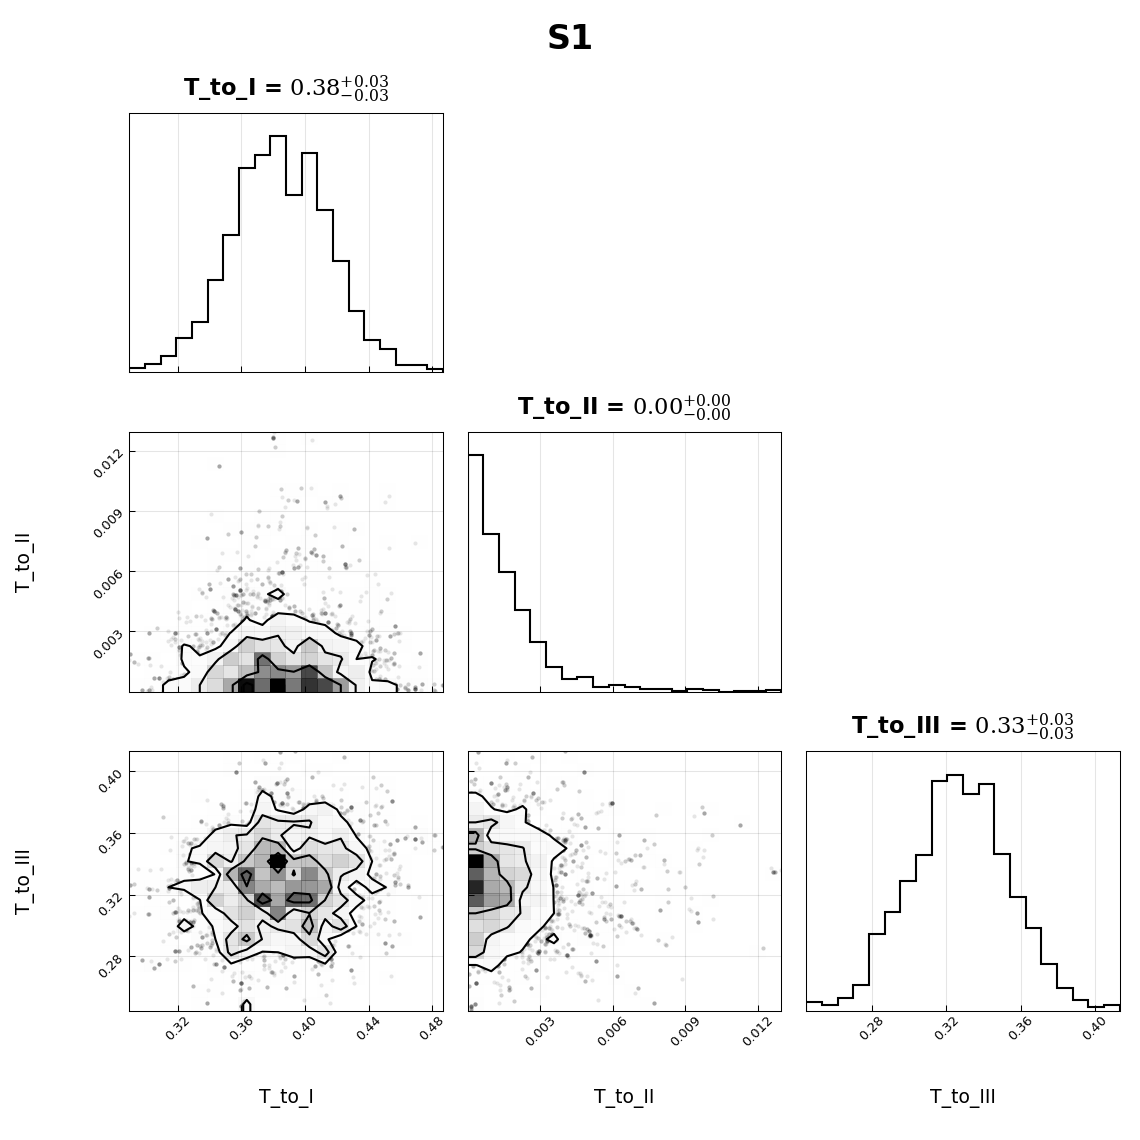 S1
T_to_I = 0.38+0.03 −0.03
T_to_II = 0.00+0.00 −0.00
T_to_II
0.012
0.009
0.006
0.003
T_to_III = 0.33+0.03 −0.03
T_to_III
0.40
0.36
0.32
0.28
0.32 0.36 0.40 0.44 0.48
0.003 0.006 0.009 0.012
0.28 0.32 0.36 0.40
T_to_I T_to_II T_to_III